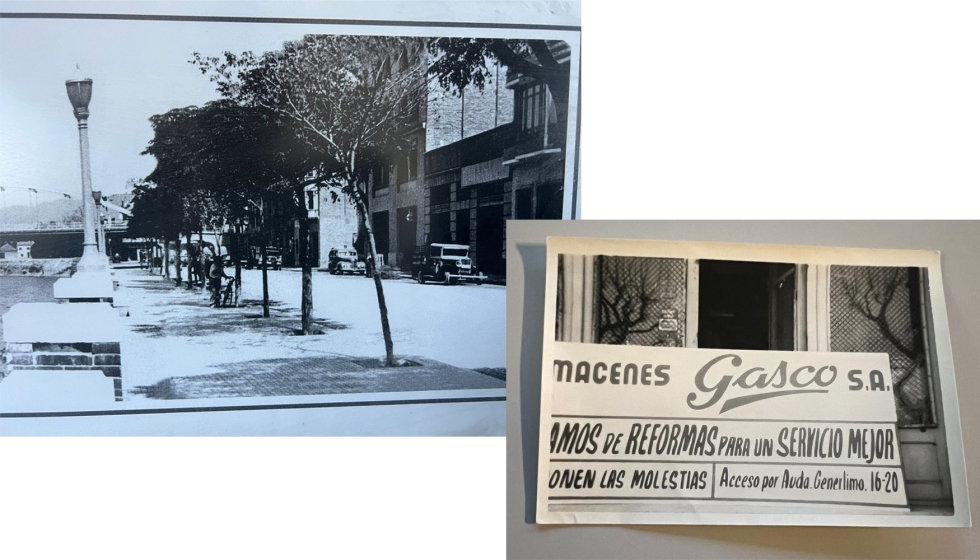 MACENES Gasco S.A.
AMOS DE REFORMAS PARA UN SERVICIO MEJOR
ONEN LAS MOLESTIAS
Acceso por Avda. Generlimo. 16-20